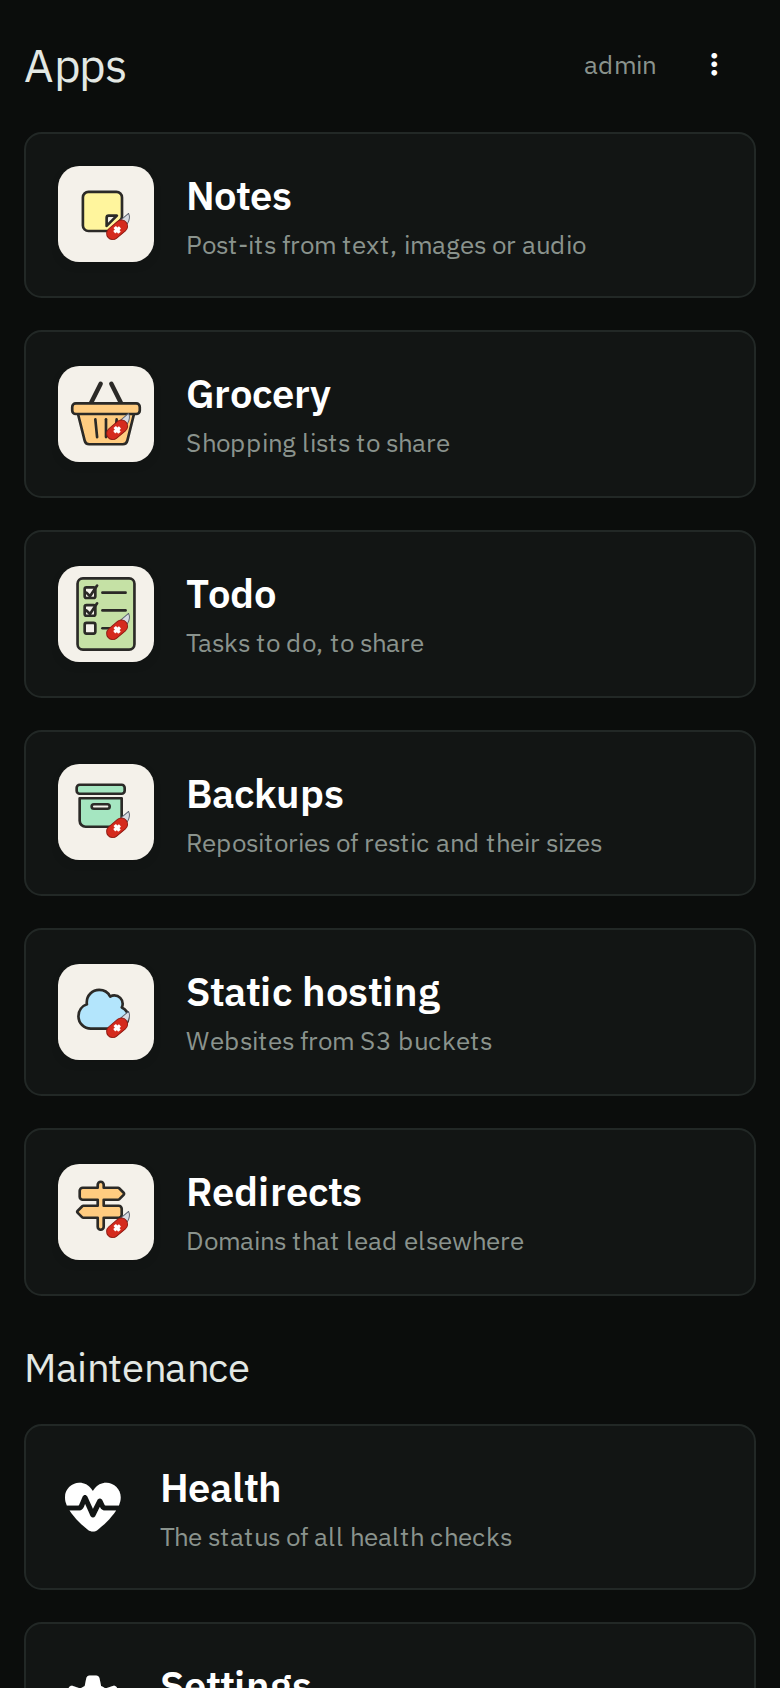 Apps
admin
Notes
Post-its from text, images or audio
Grocery
Shopping lists to share
Todo
Tasks to do, to share
Backups
Repositories of restic and their sizes
Static hosting
Websites from S3 buckets
Redirects
Domains that lead elsewhere
Maintenance
Health
The status of all health checks
Settings